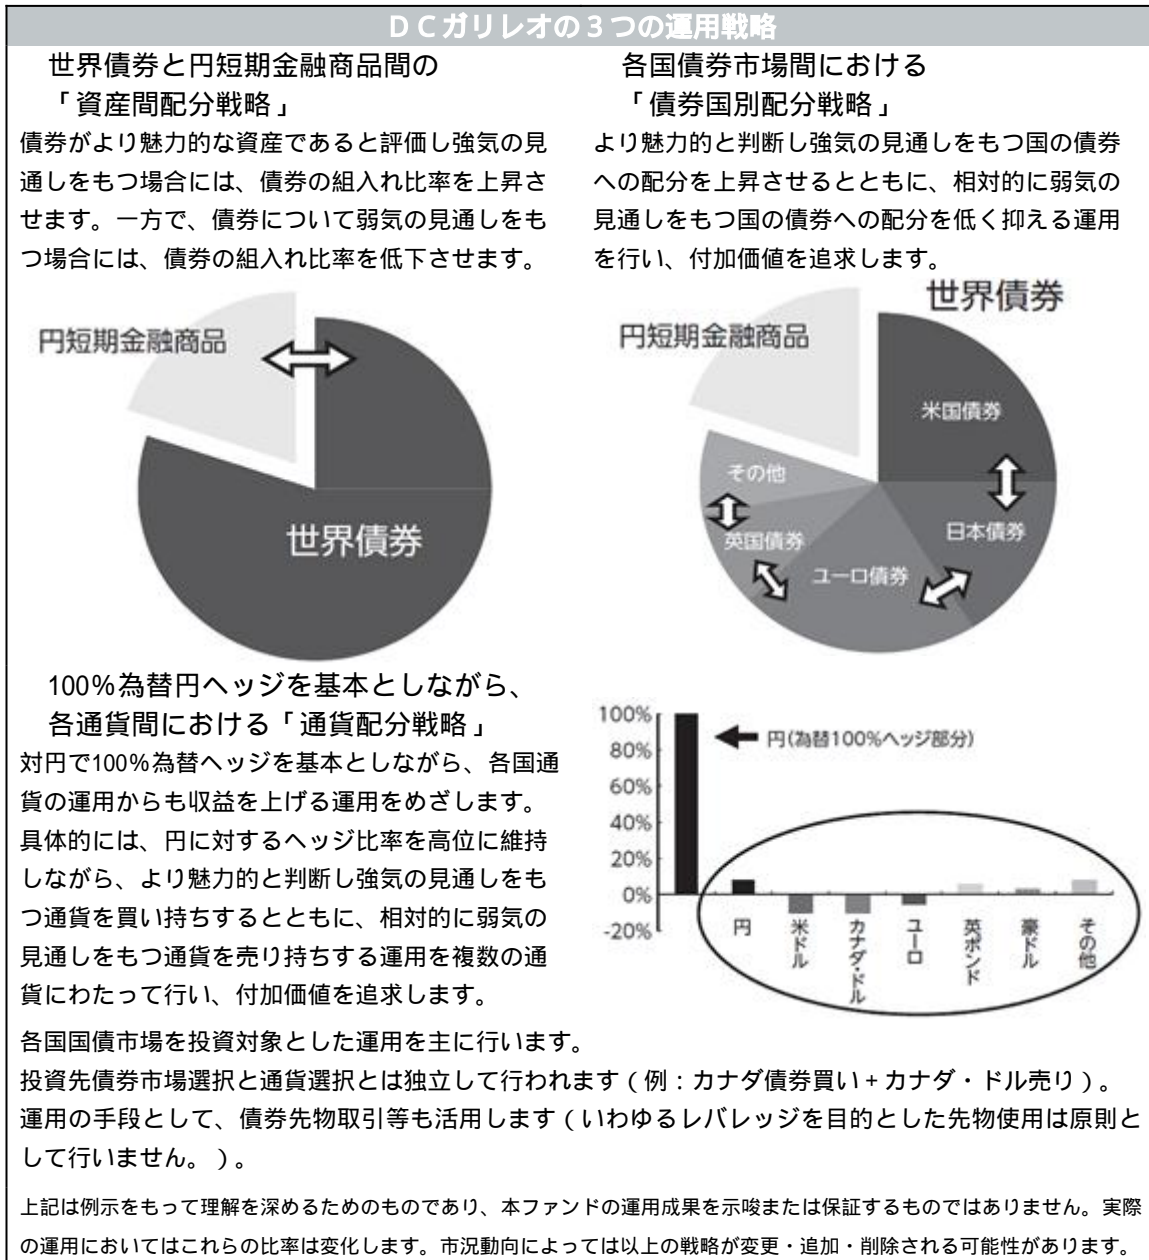 ＤＣガリレオの３つの運用戦略
世界債券と円短期金融商品間の
「資産間配分戦略」
債券がより魅力的な資産であると評価し強気の見
通しをもつ場合には、債券の組入れ比率を上昇さ
せます。一方で、債券について弱気の見通しをも
つ場合には、債券の組入れ比率を低下させます。
円短期金融商品
世界債券
各国債券市場間における
「債券国別配分戦略」
より魅力的と判断し強気の見通しをもつ国の債券
への配分を上昇させるとともに、相対的に弱気の
見通しをもつ国の債券への配分を低く抑える運用
を行い、付加価値を追求します。
世界債券
円短期金融商品
米国債券
その他
日本債券
英国債券
ユーロ債券
100％為替円ヘッジを基本としながら、
各通貨間における「通貨配分戦略」
対円で100％為替ヘッジを基本としながら、各国通
貨の運用からも収益を上げる運用をめざします。
具体的には、円に対するヘッジ比率を高位に維持
しながら、より魅力的と判断し強気の見通しをも
つ通貨を買い持ちするとともに、相対的に弱気の
見通しをもつ通貨を売り持ちする運用を複数の通
貨にわたって行い、付加価値を追求します。
100%
80%
60%
40%
20%
0%
-20%
円(為替100%ヘッジ部分)
円
米ドル
カナダ・ドル
ユーロ
英ポンド
豪ドル
その他
各国国債市場を投資対象とした運用を主に行います。
投資先債券市場選択と通貨選択とは独立して行われます（例：カナダ債券買い＋カナダ・ドル売り）。
運用の手段として、債券先物取引等も活用します（いわゆるレバレッジを目的とした先物使用は原則と
して行いません。）。
上記は例示をもって理解を深めるためのものであり、本ファンドの運用成果を示唆または保証するものではありません。実際
の運用においてはこれらの比率は変化します。市況動向によっては以上の戦略が変更・追加・削除される可能性があります。